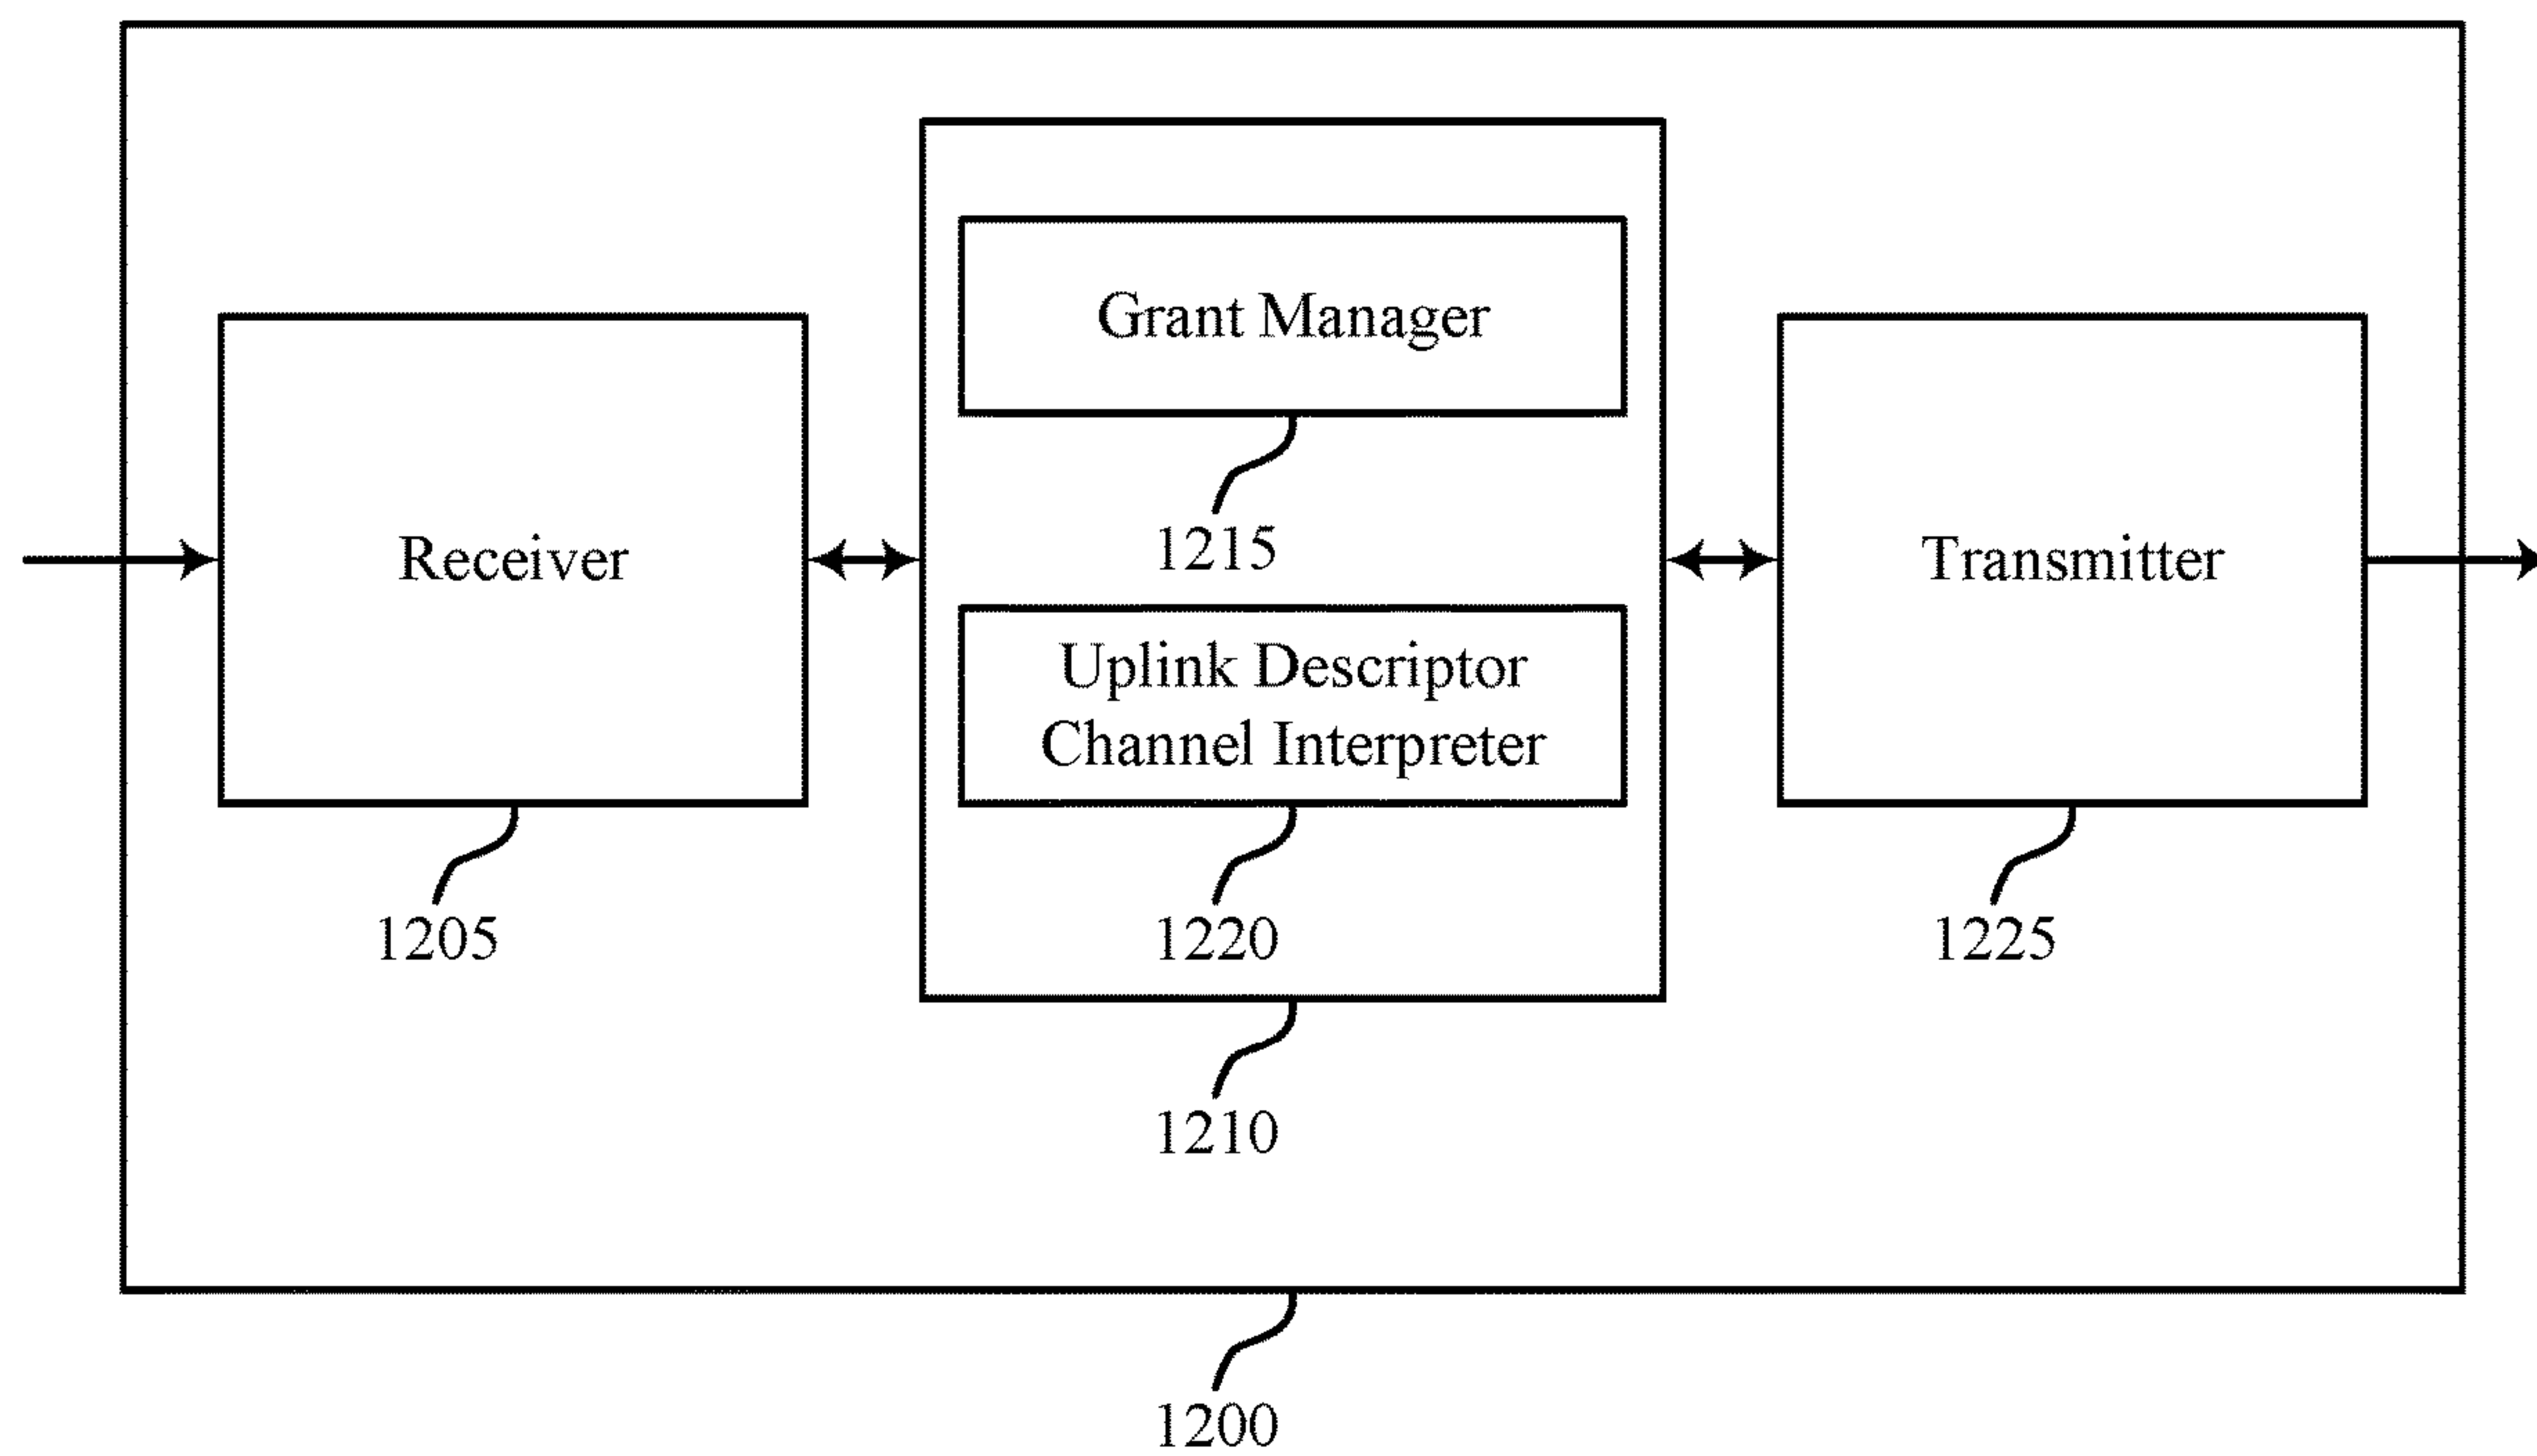 Grant Manager
1215
Receiver
Transmitter
Uplink Descriptor
Channel Interpreter
1205
1220
1225
1210
1200